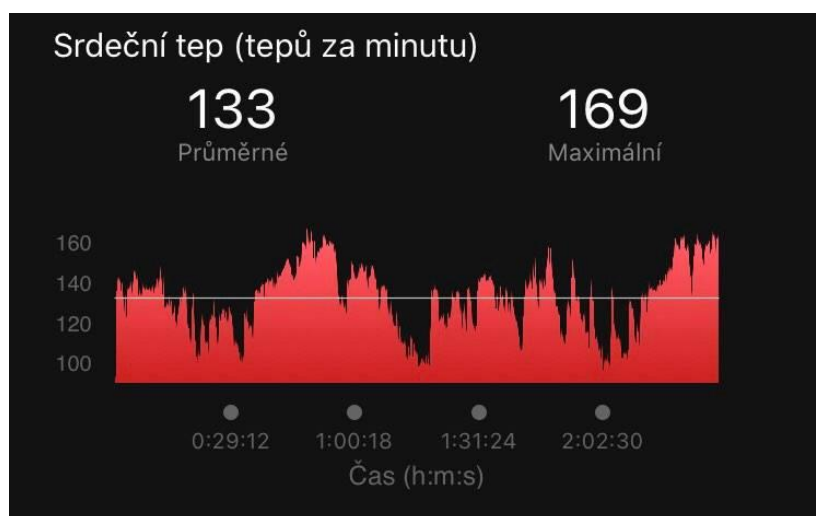 Srdeční tep (tepů za minutu)
133 169
Průměrné Maximální
160
140
120
100
0:29:12 1:00:18 1:31:24 2:02:30
Čas (h:m:s)